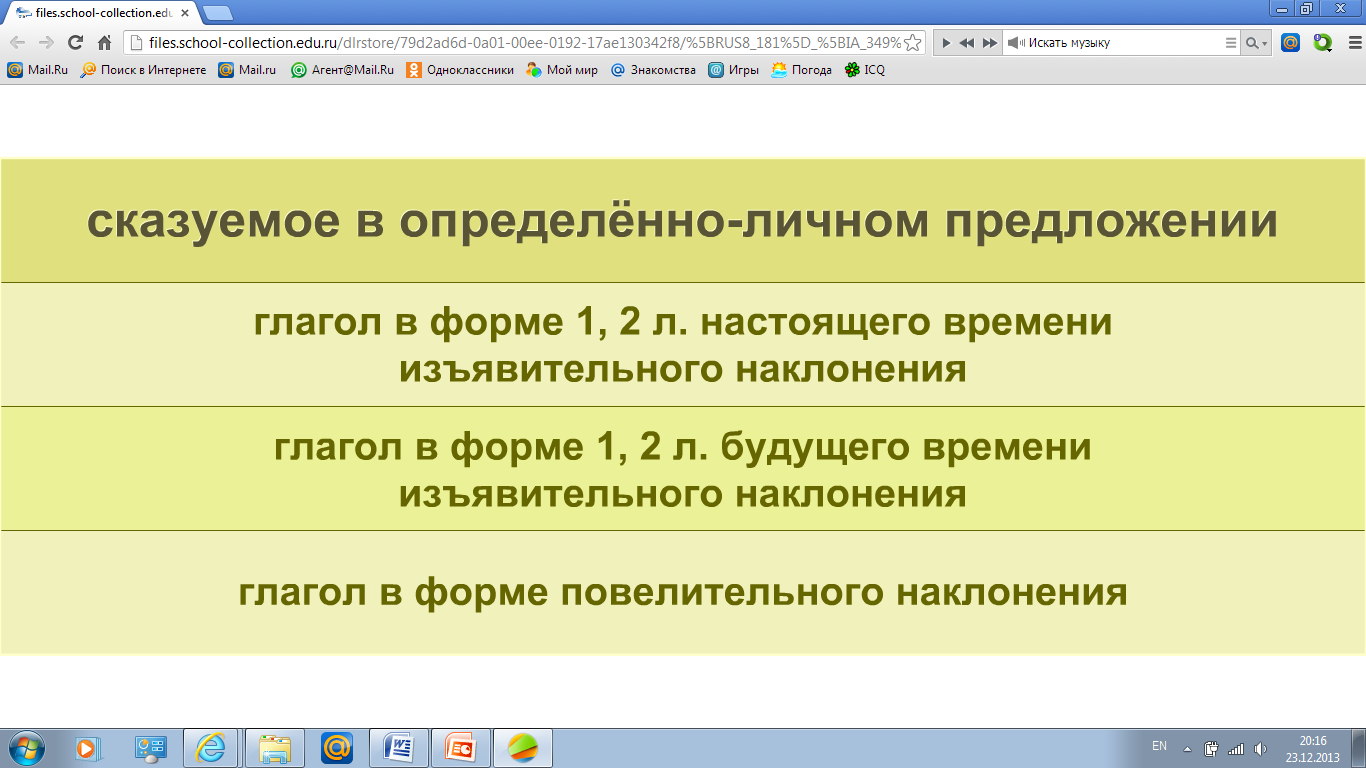 files.school-collection.edu
files.school-collection.edu.ru/dlrstore/79d2ad6d-0a01-00ee-0192-17ae130342f8/%5BRUS8_181%5D_%5BIA_349%
Искать музыку
Mail.Ru Поиск в Интернете Mail.ru Агент@Mail.Ru Одноклассники Мой мир Знакомства Игры Погода ICQ
сказуемое в определённо-личном предложении
глагол в форме 1, 2 л. настоящего времени
изъявительного наклонения
глагол в форме 1, 2 л. будущего времени
изъявительного наклонения
глагол в форме повелительного наклонения
EN
20:16
23.12.2013